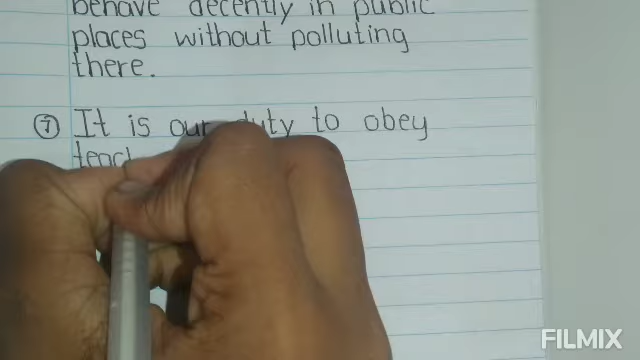 behave decently in public
places without polluting
there.
⑦ It is our duty to obey
FILMIX